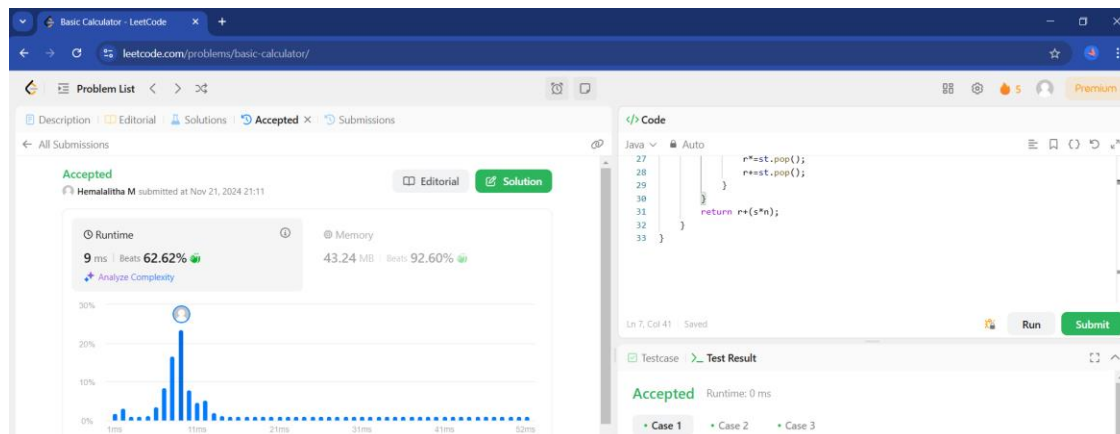 Basic Calculator - LeetCode
leetcode.com/problems/basic-calculator/
Problem List
5
Premium
Description
Editorial
Solutions
Accepted
Submissions
</> Code
All Submissions
Java
Auto
Accepted
Hemalalitha M submitted at Nov 21, 2024 21:11
Editorial
Solution
Runtime
9 ms | Beats 62.62%
Analyze Complexity
Memory
43.24 MB | Beats 92.60%
30%
20%
10%
0%
1ms 11ms 21ms 31ms 41ms 52ms
27 r*=st.pop();
28 r+=st.pop();
29 }
30 }
31 return r+(s*n);
32 }
33 }
Ln 7, Col 41 Saved
Run
Submit
Testcase
>_ Test Result
Accepted Runtime: 0 ms
• Case 1 • Case 2 • Case 3